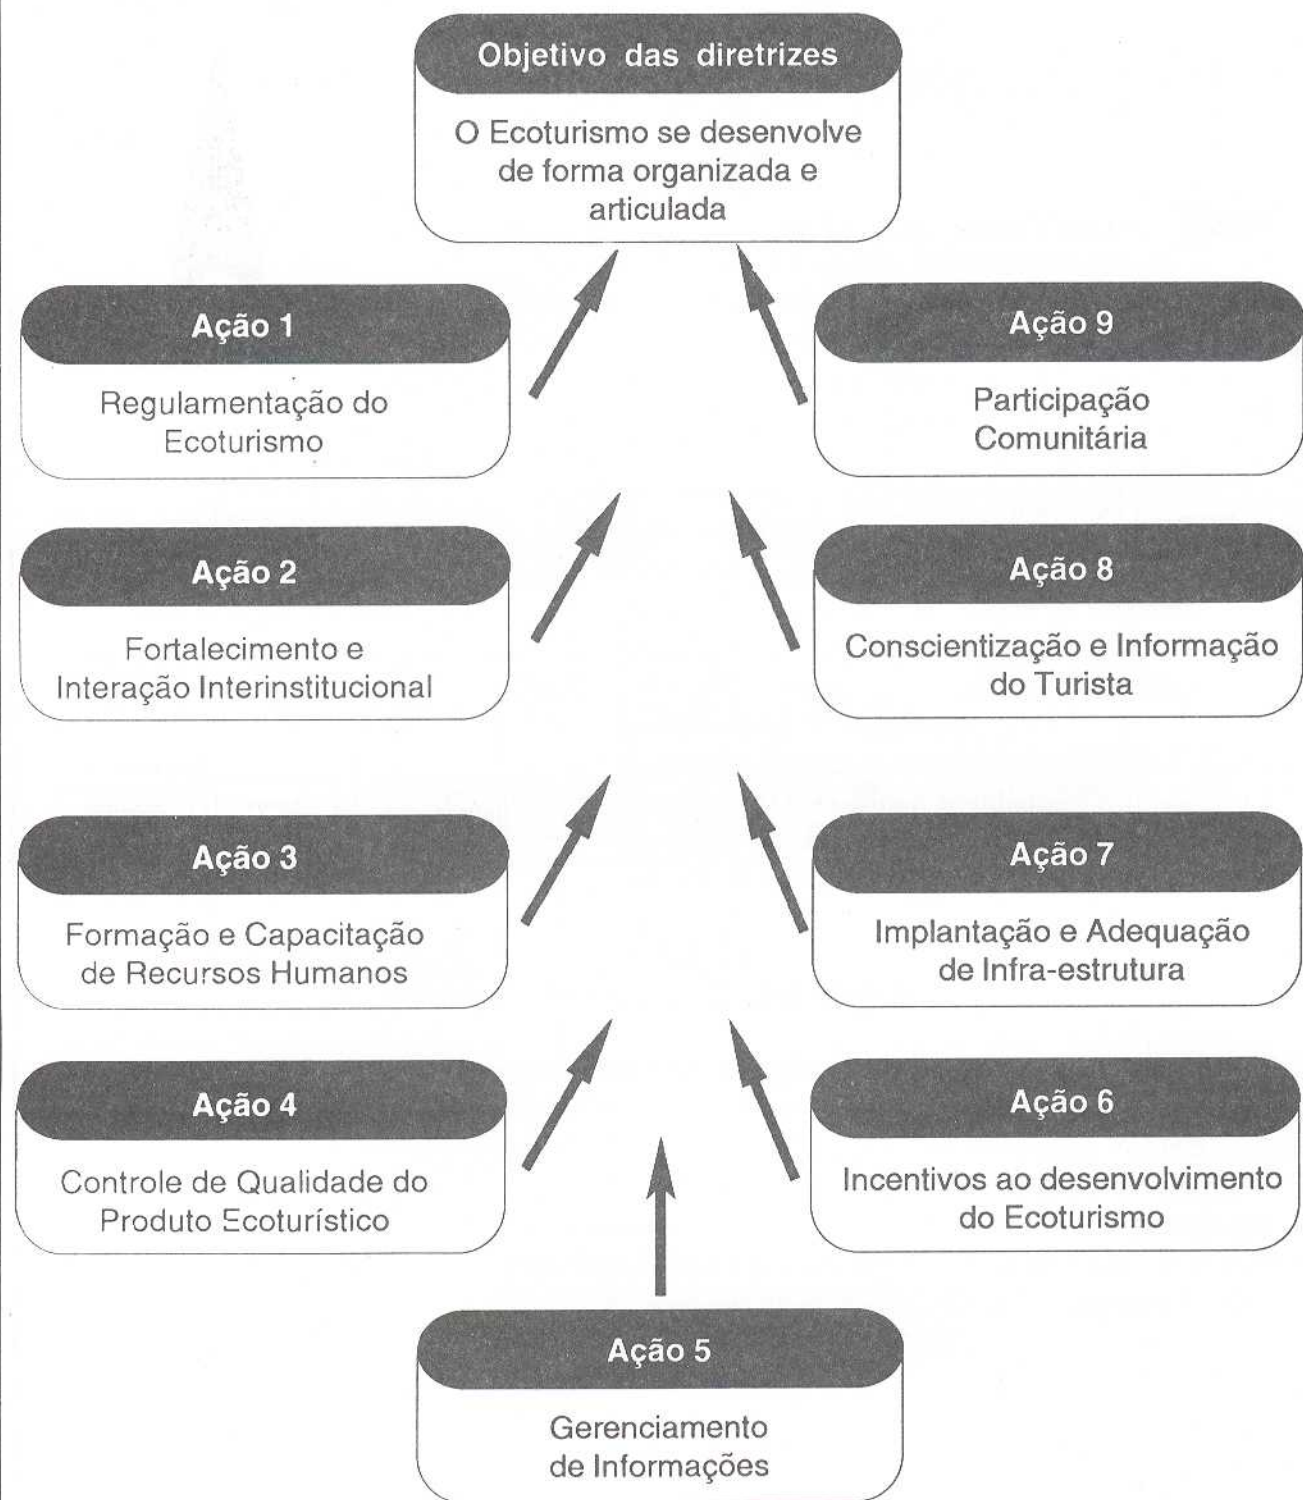 Objetivo das diretrizes
O Ecoturismo se desenvolve
de forma organizada e
articulada
Ação 1
Regulamentação do
Ecoturismo
Ação 2
Fortalecimento e
Interação Interinstitucional
Ação 3
Formação e Capacitação
de Recursos Humanos
Ação 4
Controle de Qualidade do
Produto Ecoturístico
Ação 5
Gerenciamento
de Informações
Ação 6
Incentivos ao desenvolvimento
do Ecoturismo
Ação 7
Implantação e Adequação
de Infra-estrutura
Ação 8
Conscientização e Informação
do Turista
Ação 9
Participação
Comunitária